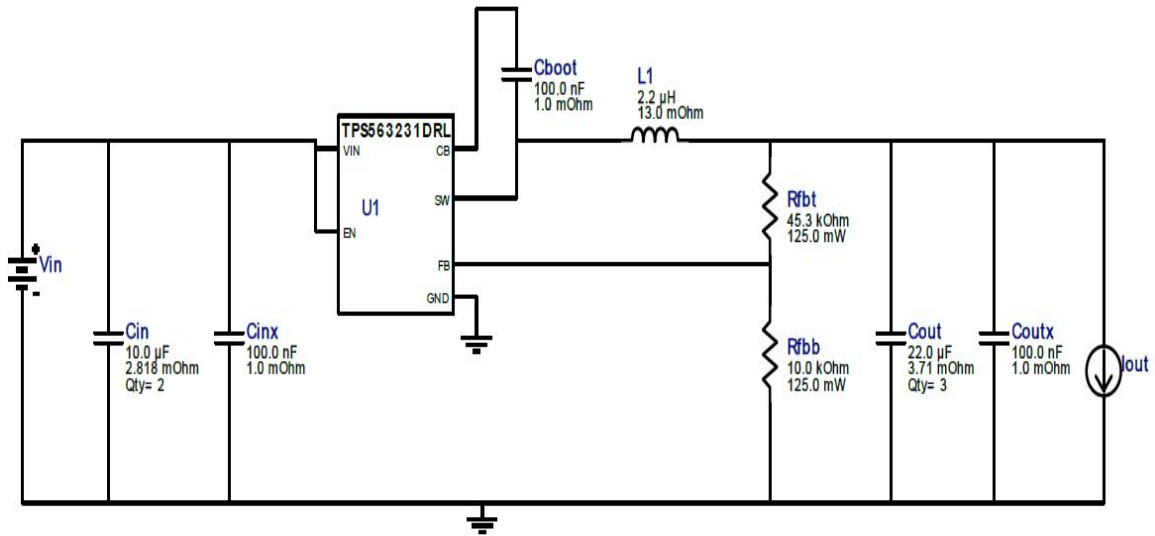 Cboot
100.0 nF
1.0 mOhm
L1
2.2 µH
13.0 mOhm
TPS563231DRL
VIN
CB
U1
SW
EN
FB
GND
Rfbt
45.3 kOhm
125.0 mW
Vin
Cin
10.0 µF
2.818 mOhm
Qty= 2
Cinx
100.0 nF
1.0 mOhm
Rfbb
10.0 kOhm
125.0 mW
Cout
22.0 µF
3.71 mOhm
Qty= 3
Coutx
100.0 nF
1.0 mOhm
Iout